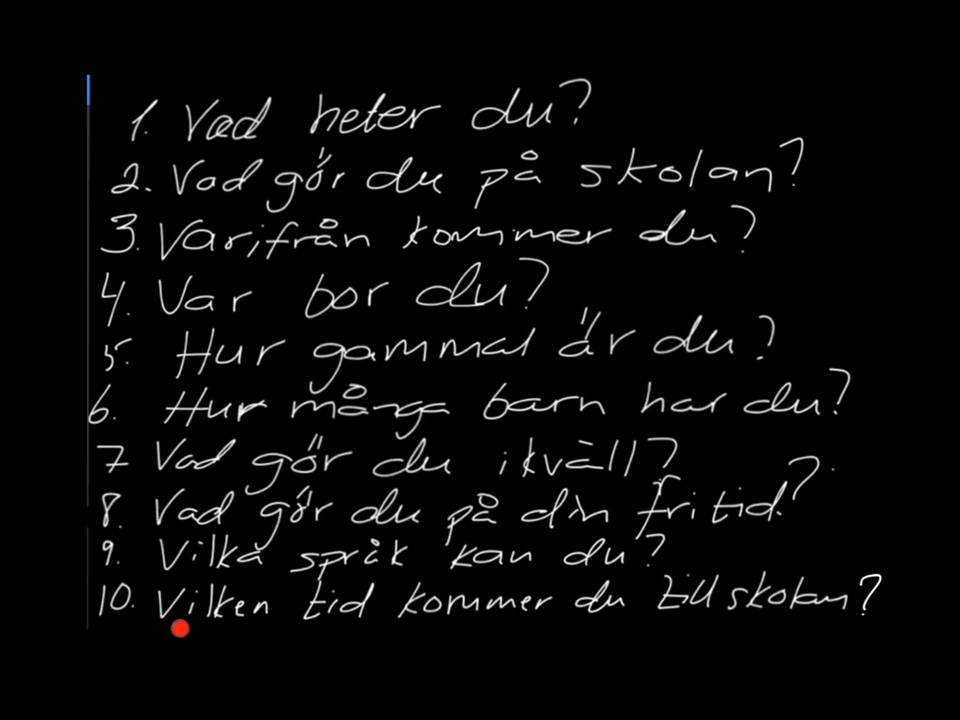 1. Vad heter du?
2. Vad gör du på skolan?
3. Varifrån kommer du?
4. Var bor du?
5. Hur gammal är du?
6. Hur många barn har du?
7 Vad gör du ikväll?
8. Vad gör du på din fritid?
9. Vilka språk kan du?
10. Vilken tid kommer du till skolan?